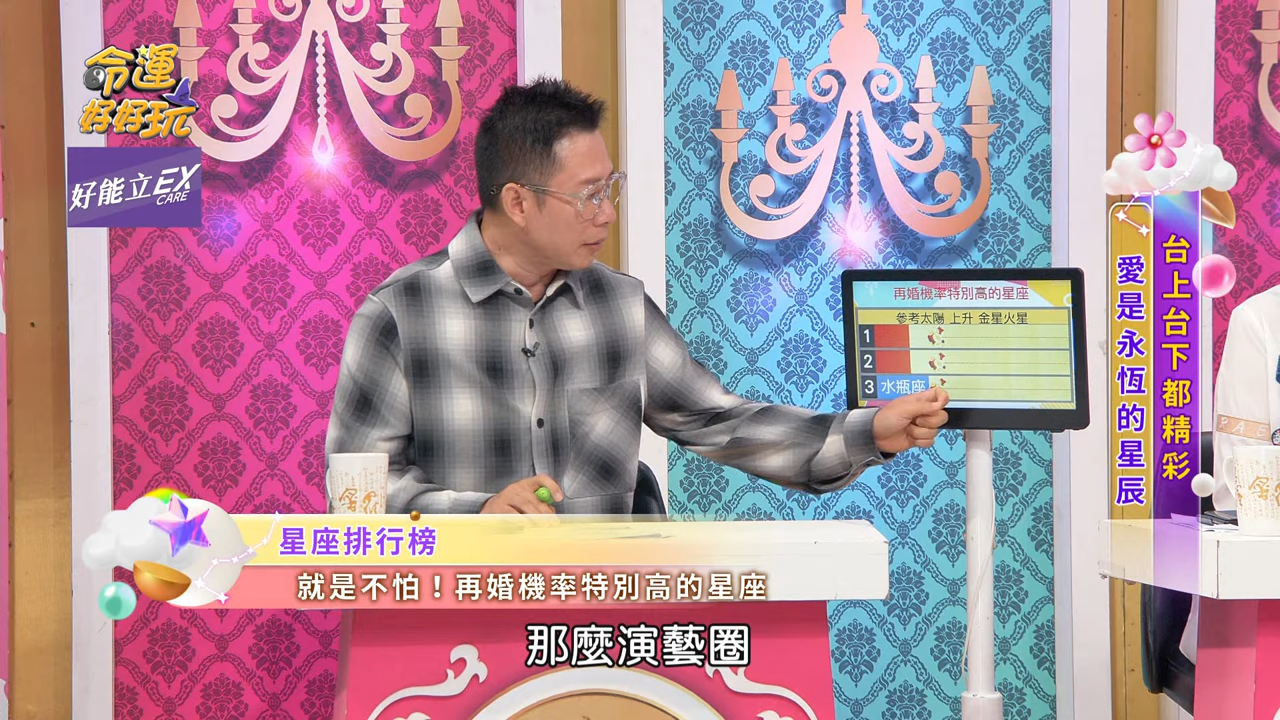 命運
好好玩
好能立EX
CARE
再婚機率特別高的星座
參考太陽 上升 金星火星
1
2
3 水瓶座
台上台下都精彩
愛是永恆的星辰
星座排行榜
就是不怕！再婚機率特別高的星座
那麼演藝圈